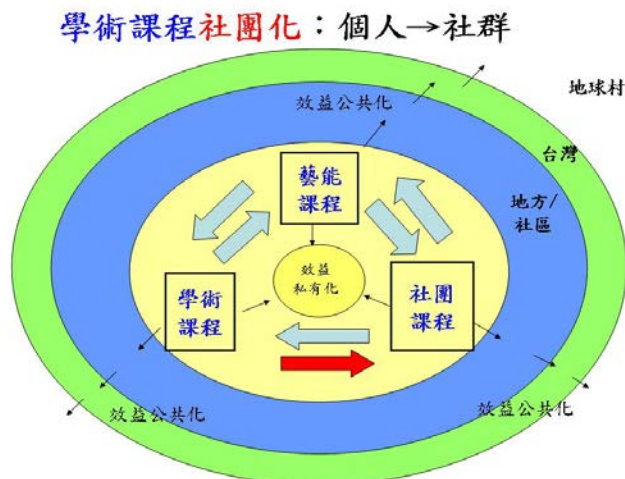 學術課程社團化：個人→社群
效益公共化
地球村
台灣
藝能
課程
地方/
社區
效益
私有化
學術
課程
社團
課程
效益公共化
效益公共化